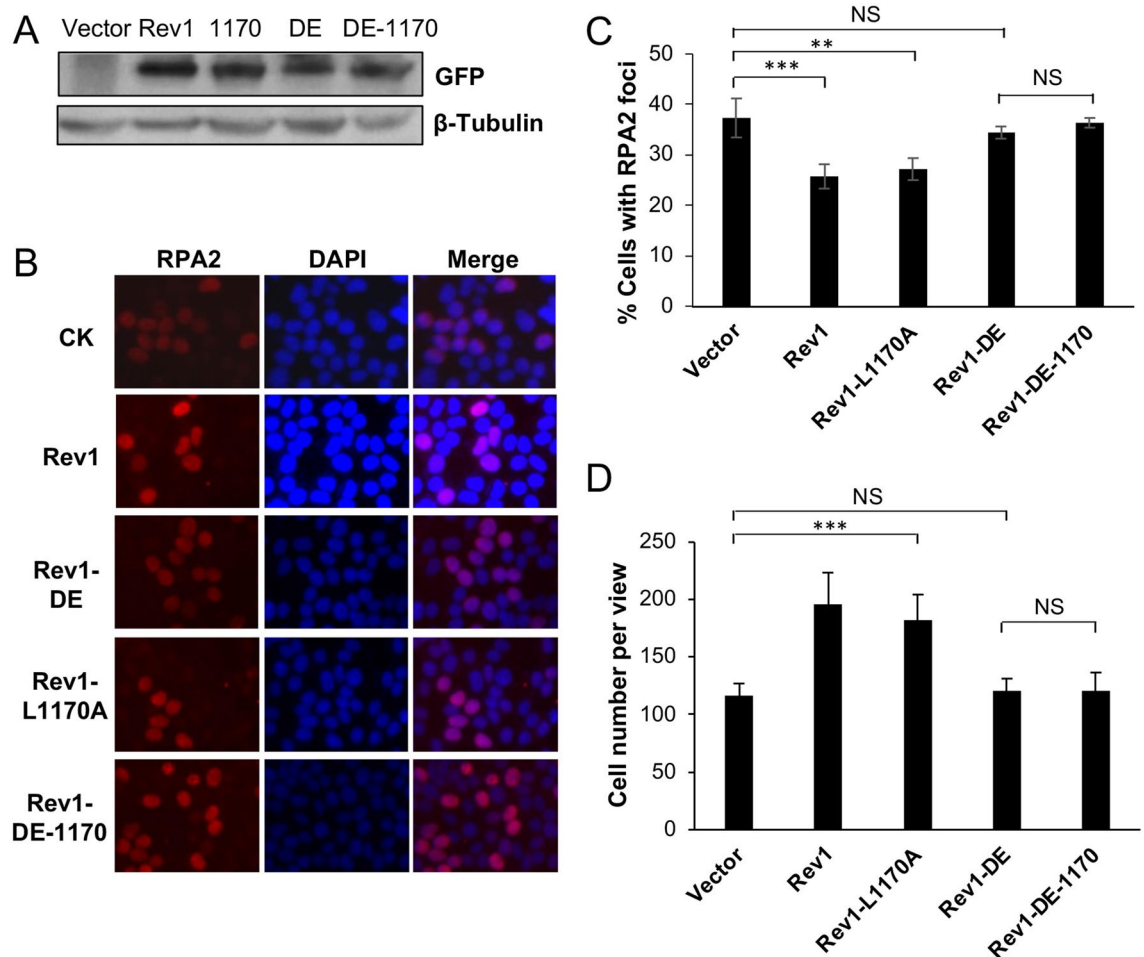 A
Vector Rev1 1170 DE DE-1170
GFP
β-Tubulin
B
RPA2 DAPI Merge
CK
Rev1
Rev1-
DE
Rev1-
L1170A
Rev1-
DE-1170
C
NS
**
***
NS
% Cells with RPA2 foci
50
40
30
20
10
0
Vector
Rev1
Rev1-L1170A
Rev1-DE
Rev1-DE-1170
D
NS
***
NS
Cell number per view
250
200
150
100
50
0
Vector
Rev1
Rev1-L1170A
Rev1-DE
Rev1-DE-1170